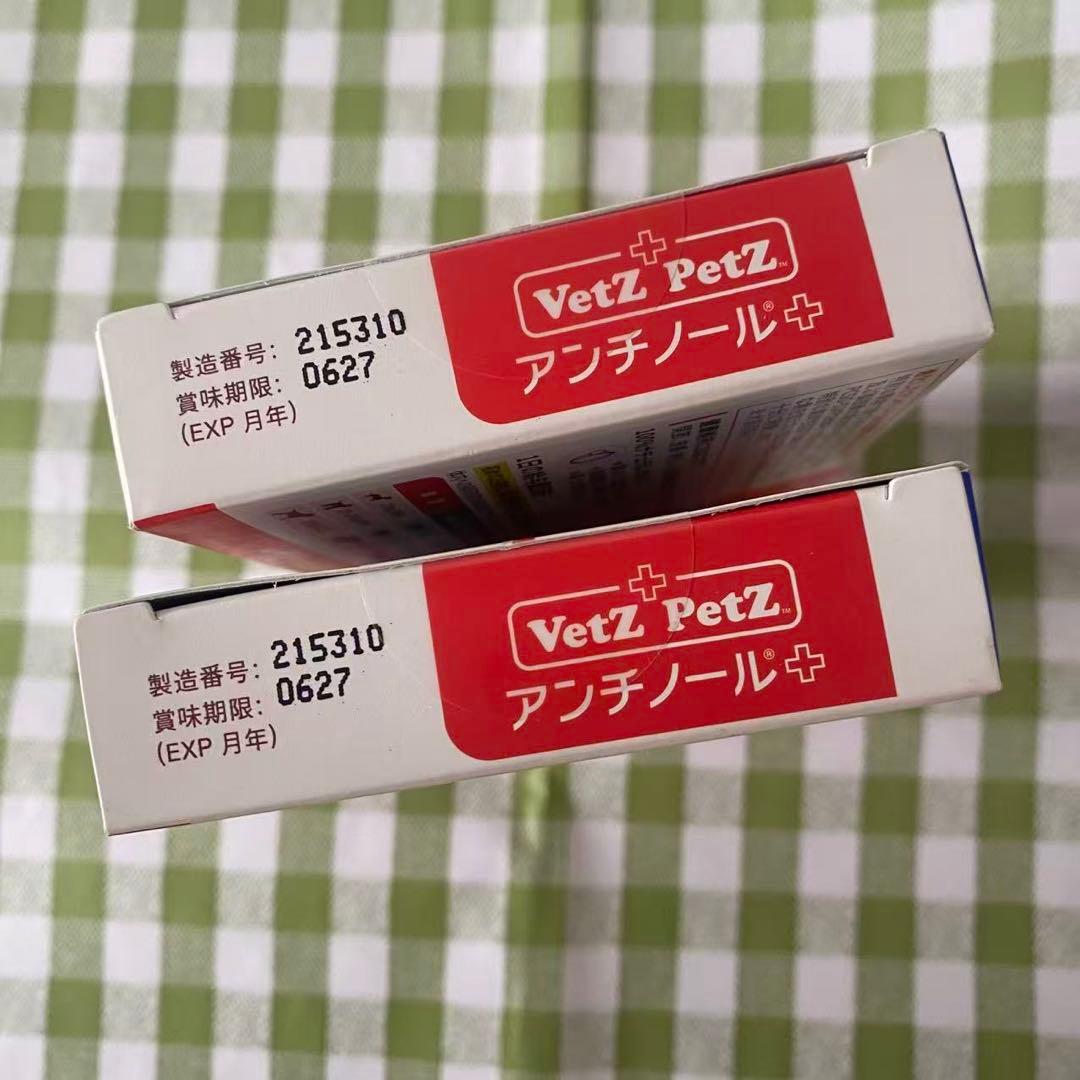 製造番号: 215310
賞味期限: 0627
(EXP 月年)
VetZ PetZ™
アンチノール®+
製造番号: 215310
賞味期限: 0627
(EXP 月年)
VetZ PetZ™
アンチノール®+